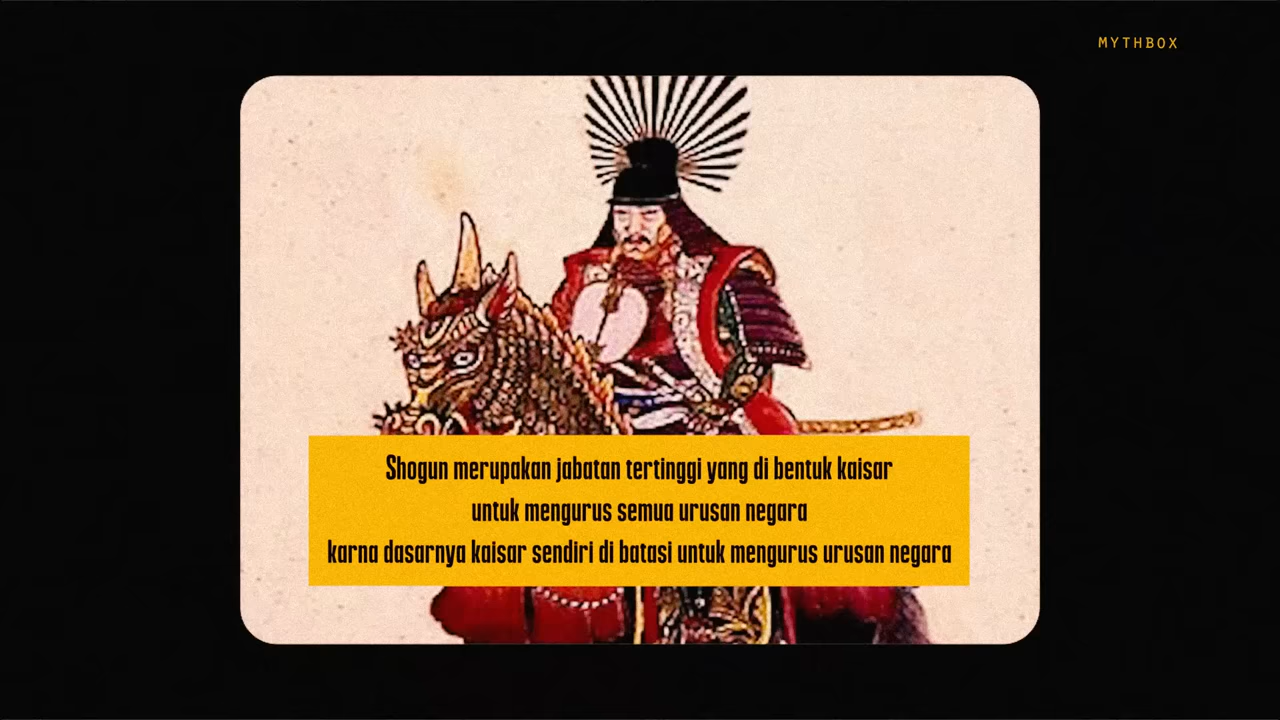 MYTHBOX
Shogun merupakan jabatan tertinggi yang di bentuk kaisar
untuk mengurus semua urusan negara
karna dasarnya kaisar sendiri di batasi untuk mengurus urusan negara